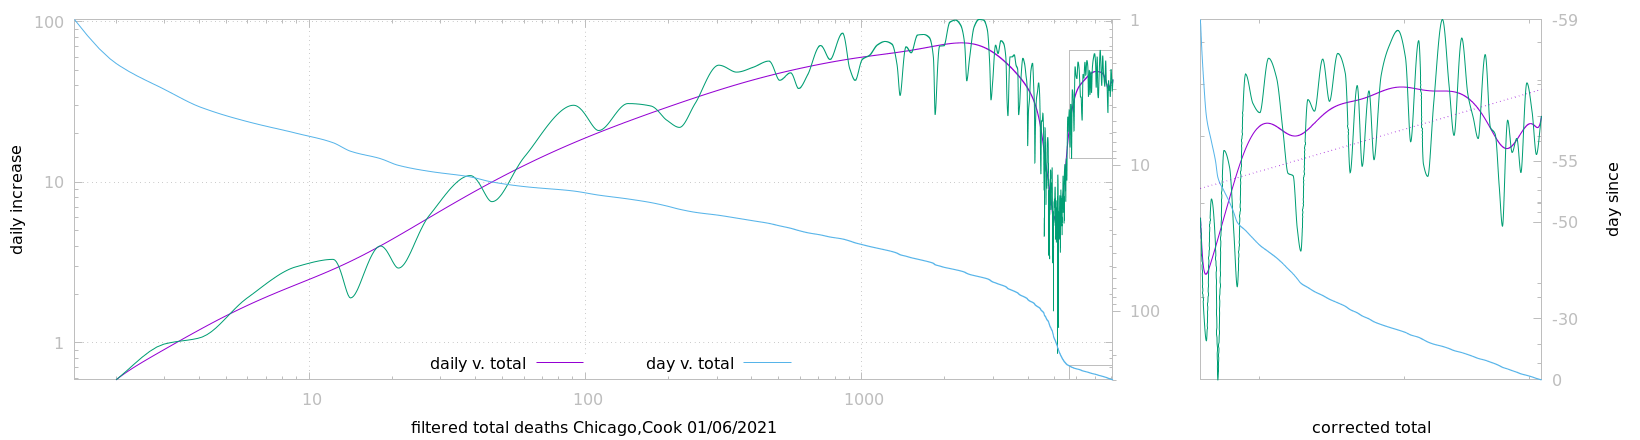 100
10
1
daily increase
1
10
100
daily v. total
day v. total
10
100
1000
filtered total deaths Chicago,Cook 01/06/2021
-59
-55
-50
-30
0
day since
corrected total